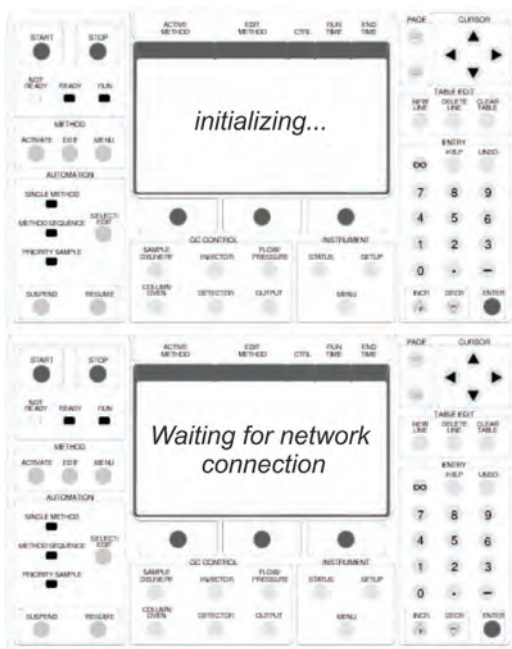 ACTIVE METHOD
EDIT METHOD
CTRL
RUN TIME
END TIME
PAGE
CURSOR
START
STOP
NOT READY
READY
RUN
initializing...
TABLE EDIT
NEW LINE
DELETE LINE
CLEAR TABLE
METHOD
ACTIVATE EDIT MENU
ENTRY
HELP
UNDO
AUTOMATION
SINGLE METHOD
METHOD SEQUENCE
SELECT/EDIT
PRIORITY SAMPLE
7 8 9
4 5 6
1 2 3
0 . –
GC CONTROL
INSTRUMENT
SAMPLE DELIVERY
INJECTOR
FLOW/PRESSURE
STATUS
SETUP
COLUMN OVEN
DETECTOR
OUTPUT
MENU
SUSPEND
RESUME
INCR
DECR
ENTER
ACTIVE METHOD
EDIT METHOD
CTRL
RUN TIME
END TIME
PAGE
CURSOR
START
STOP
NOT READY
READY
RUN
Waiting for network
connection
TABLE EDIT
NEW LINE
DELETE LINE
CLEAR TABLE
METHOD
ACTIVATE EDIT MENU
ENTRY
HELP
UNDO
AUTOMATION
SINGLE METHOD
METHOD SEQUENCE
SELECT/EDIT
PRIORITY SAMPLE
7 8 9
4 5 6
1 2 3
0 . –
GC CONTROL
INSTRUMENT
SAMPLE DELIVERY
INJECTOR
FLOW/PRESSURE
STATUS
SETUP
COLUMN OVEN
DETECTOR
OUTPUT
MENU
SUSPEND
RESUME
INCR
DECR
ENTER